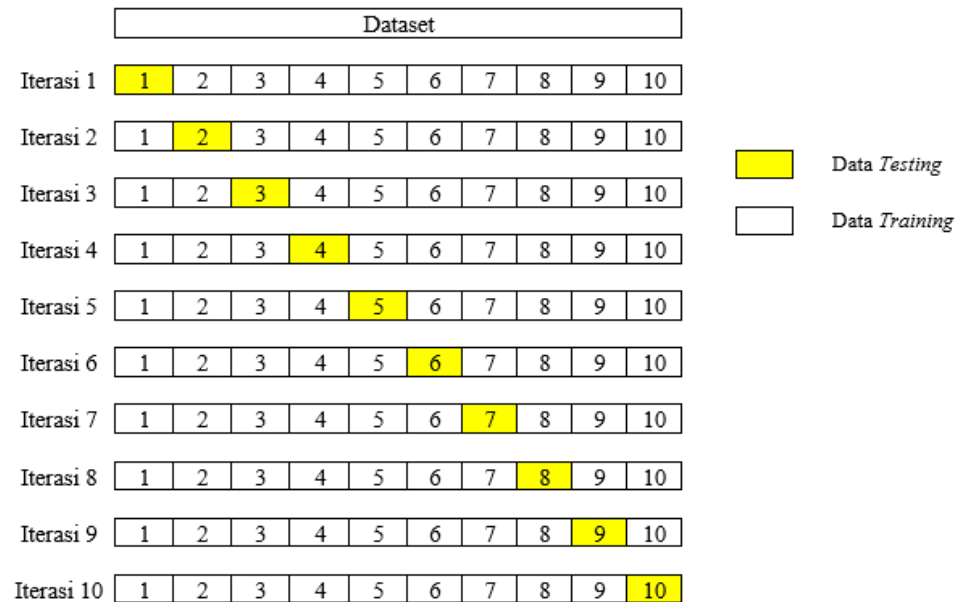 Dataset
Iterasi 1 1 2 3 4 5 6 7 8 9 10
Iterasi 2 1 2 3 4 5 6 7 8 9 10
Data Testing
Iterasi 3 1 2 3 4 5 6 7 8 9 10
Data Training
Iterasi 4 1 2 3 4 5 6 7 8 9 10
Iterasi 5 1 2 3 4 5 6 7 8 9 10
Iterasi 6 1 2 3 4 5 6 7 8 9 10
Iterasi 7 1 2 3 4 5 6 7 8 9 10
Iterasi 8 1 2 3 4 5 6 7 8 9 10
Iterasi 9 1 2 3 4 5 6 7 8 9 10
Iterasi 10 1 2 3 4 5 6 7 8 9 10